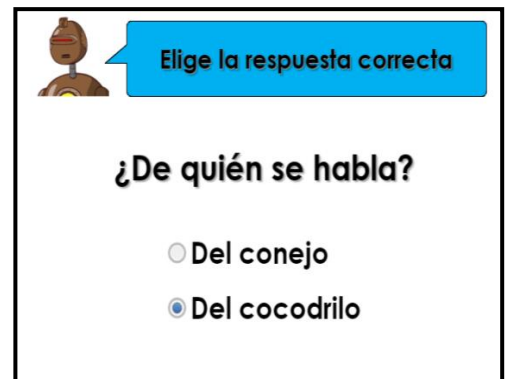 Elige la respuesta correcta
¿De quién se habla?
Del conejo
Del cocodrilo